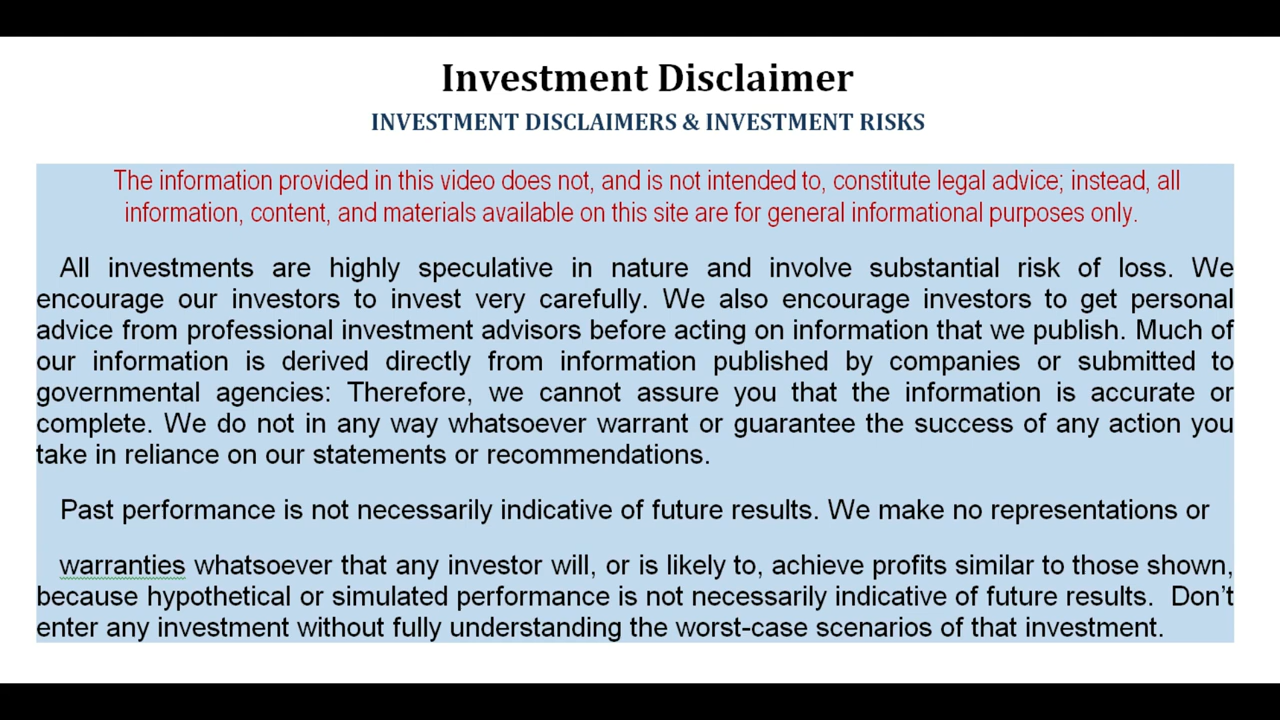 Investment Disclaimer
INVESTMENT DISCLAIMERS & INVESTMENT RISKS
The information provided in this video does not, and is not intended to, constitute legal advice; instead, all
information, content, and materials available on this site are for general informational purposes only.
All investments are highly speculative in nature and involve substantial risk of loss. We
encourage our investors to invest very carefully. We also encourage investors to get personal
advice from professional investment advisors before acting on information that we publish. Much of
our information is derived directly from information published by companies or submitted to
governmental agencies: Therefore, we cannot assure you that the information is accurate or
complete. We do not in any way whatsoever warrant or guarantee the success of any action you
take in reliance on our statements or recommendations.
Past performance is not necessarily indicative of future results. We make no representations or
warranties whatsoever that any investor will, or is likely to, achieve profits similar to those shown,
because hypothetical or simulated performance is not necessarily indicative of future results.  Don’t
enter any investment without fully understanding the worst-case scenarios of that investment.